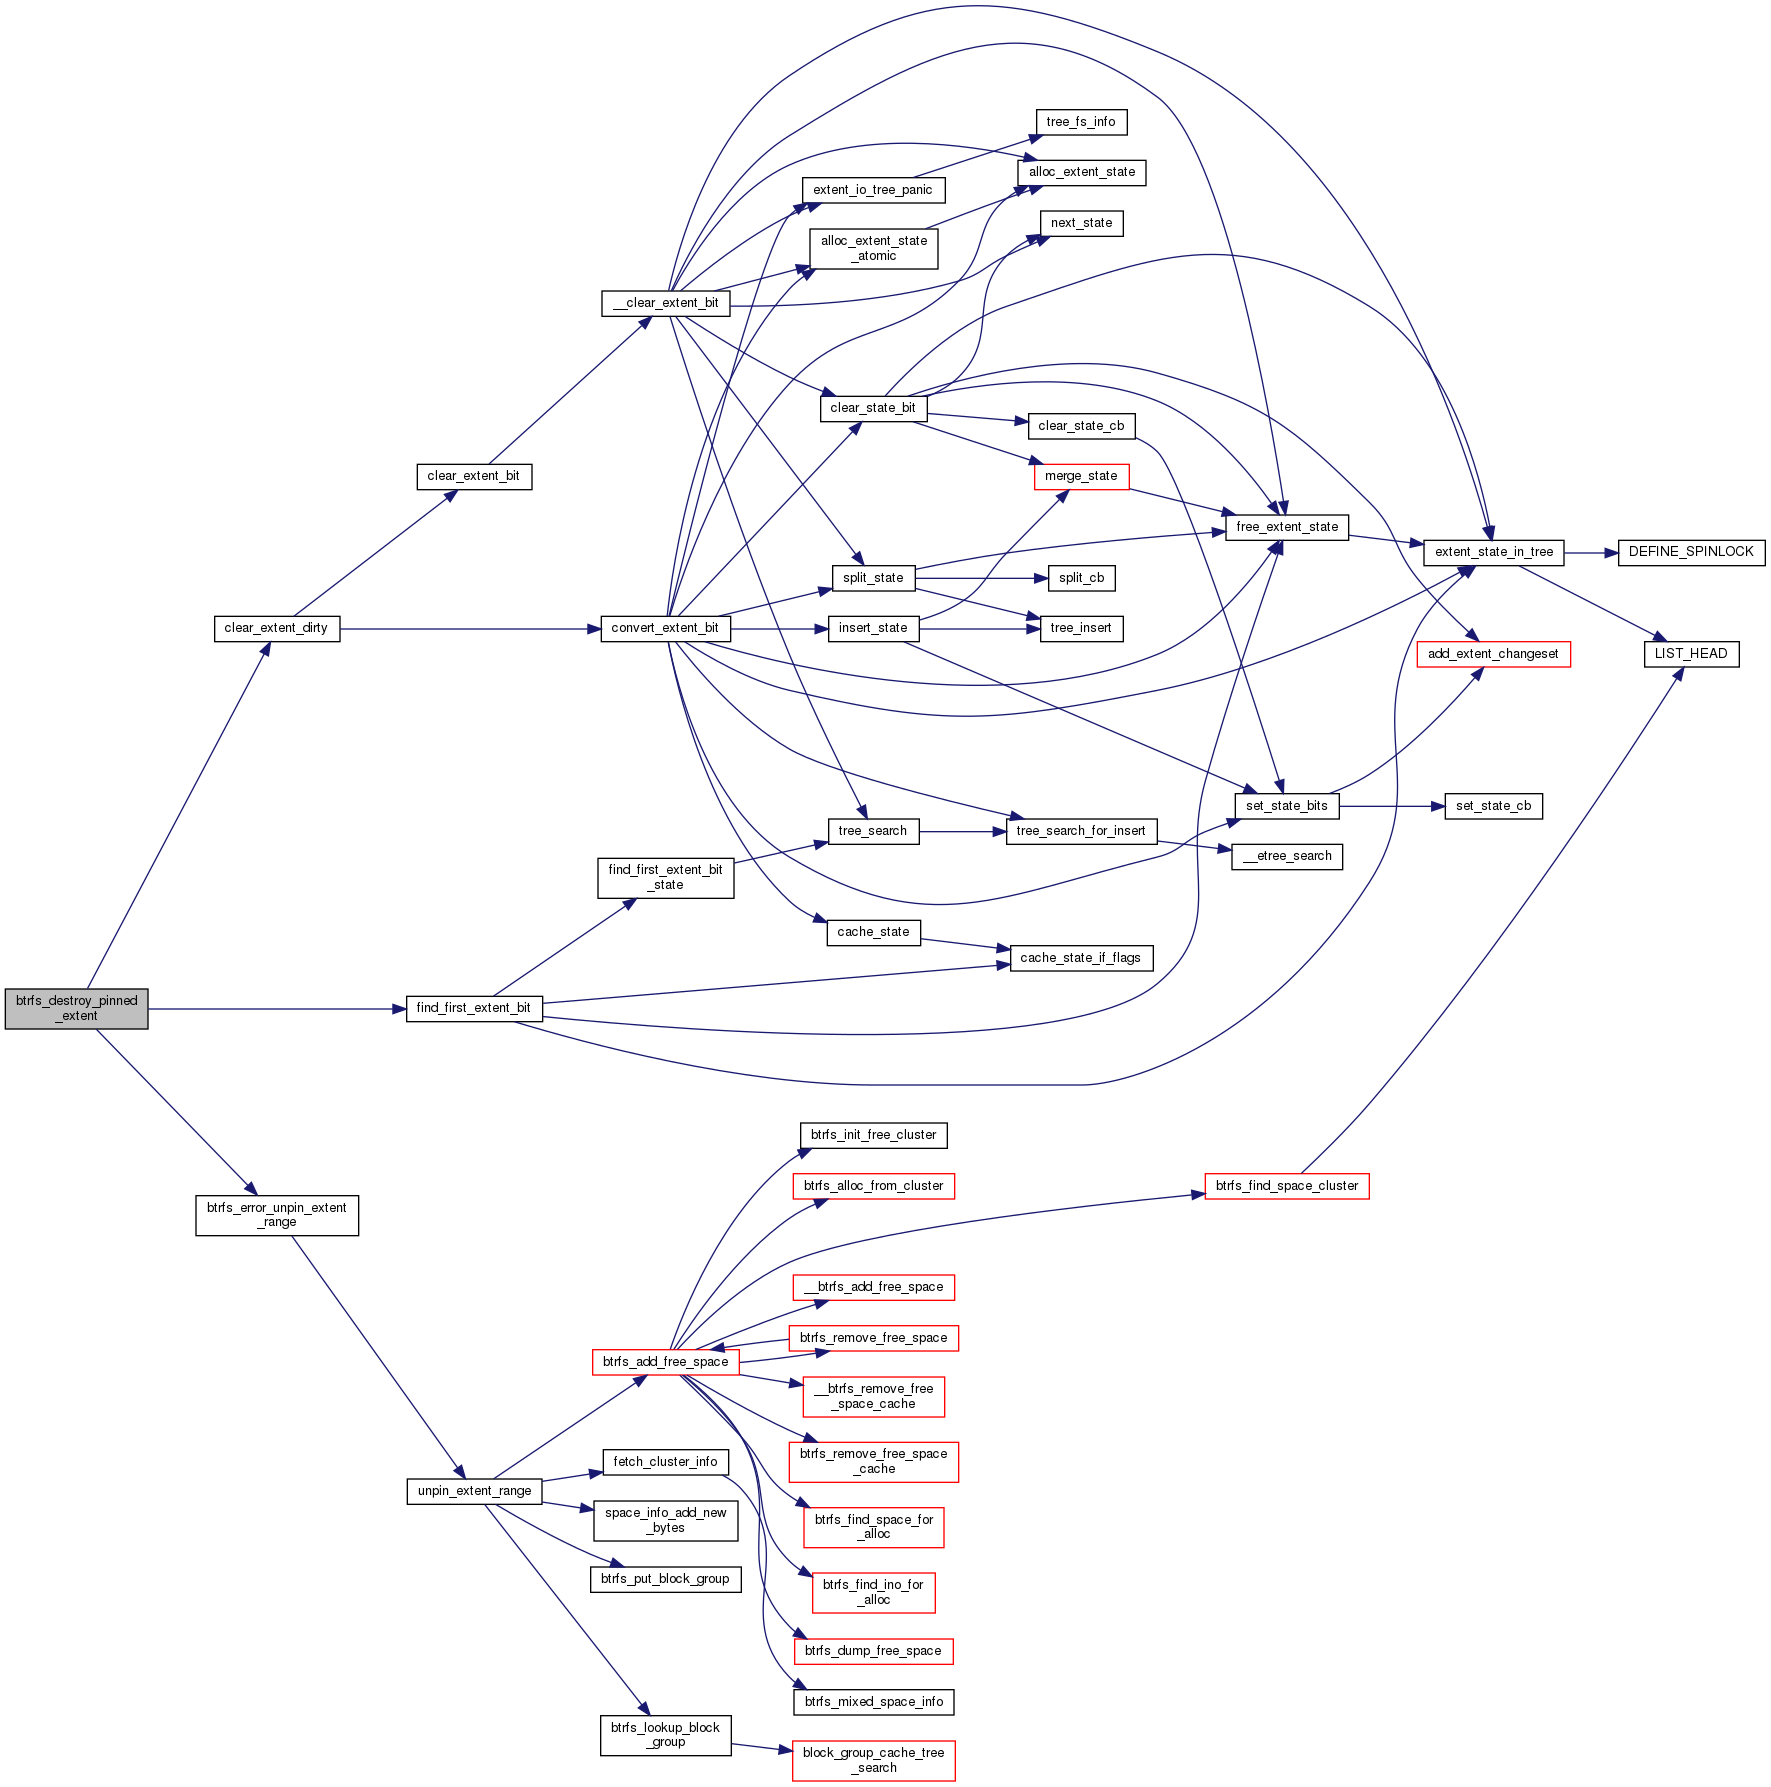 tree_fs_info
alloc_extent_state
extent_io_tree_panic
next_state
alloc_extent_state
_atomic
__clear_extent_bit
clear_state_bit
clear_state_cb
clear_extent_bit
merge_state
free_extent_state
extent_state_in_tree
DEFINE_SPINLOCK
split_state
split_cb
clear_extent_dirty
convert_extent_bit
insert_state
tree_insert
add_extent_changeset
LIST_HEAD
set_state_bits
set_state_cb
tree_search
tree_search_for_insert
__etree_search
find_first_extent_bit
_state
cache_state
cache_state_if_flags
btrfs_destroy_pinned
_extent
find_first_extent_bit
btrfs_init_free_cluster
btrfs_alloc_from_cluster
btrfs_find_space_cluster
btrfs_error_unpin_extent
_range
__btrfs_add_free_space
btrfs_remove_free_space
btrfs_add_free_space
__btrfs_remove_free
_space_cache
btrfs_remove_free_space
_cache
fetch_cluster_info
unpin_extent_range
space_info_add_new
_bytes
btrfs_find_space_for
_alloc
btrfs_put_block_group
btrfs_find_ino_for
_alloc
btrfs_dump_free_space
btrfs_mixed_space_info
btrfs_lookup_block
_group
block_group_cache_tree
_search